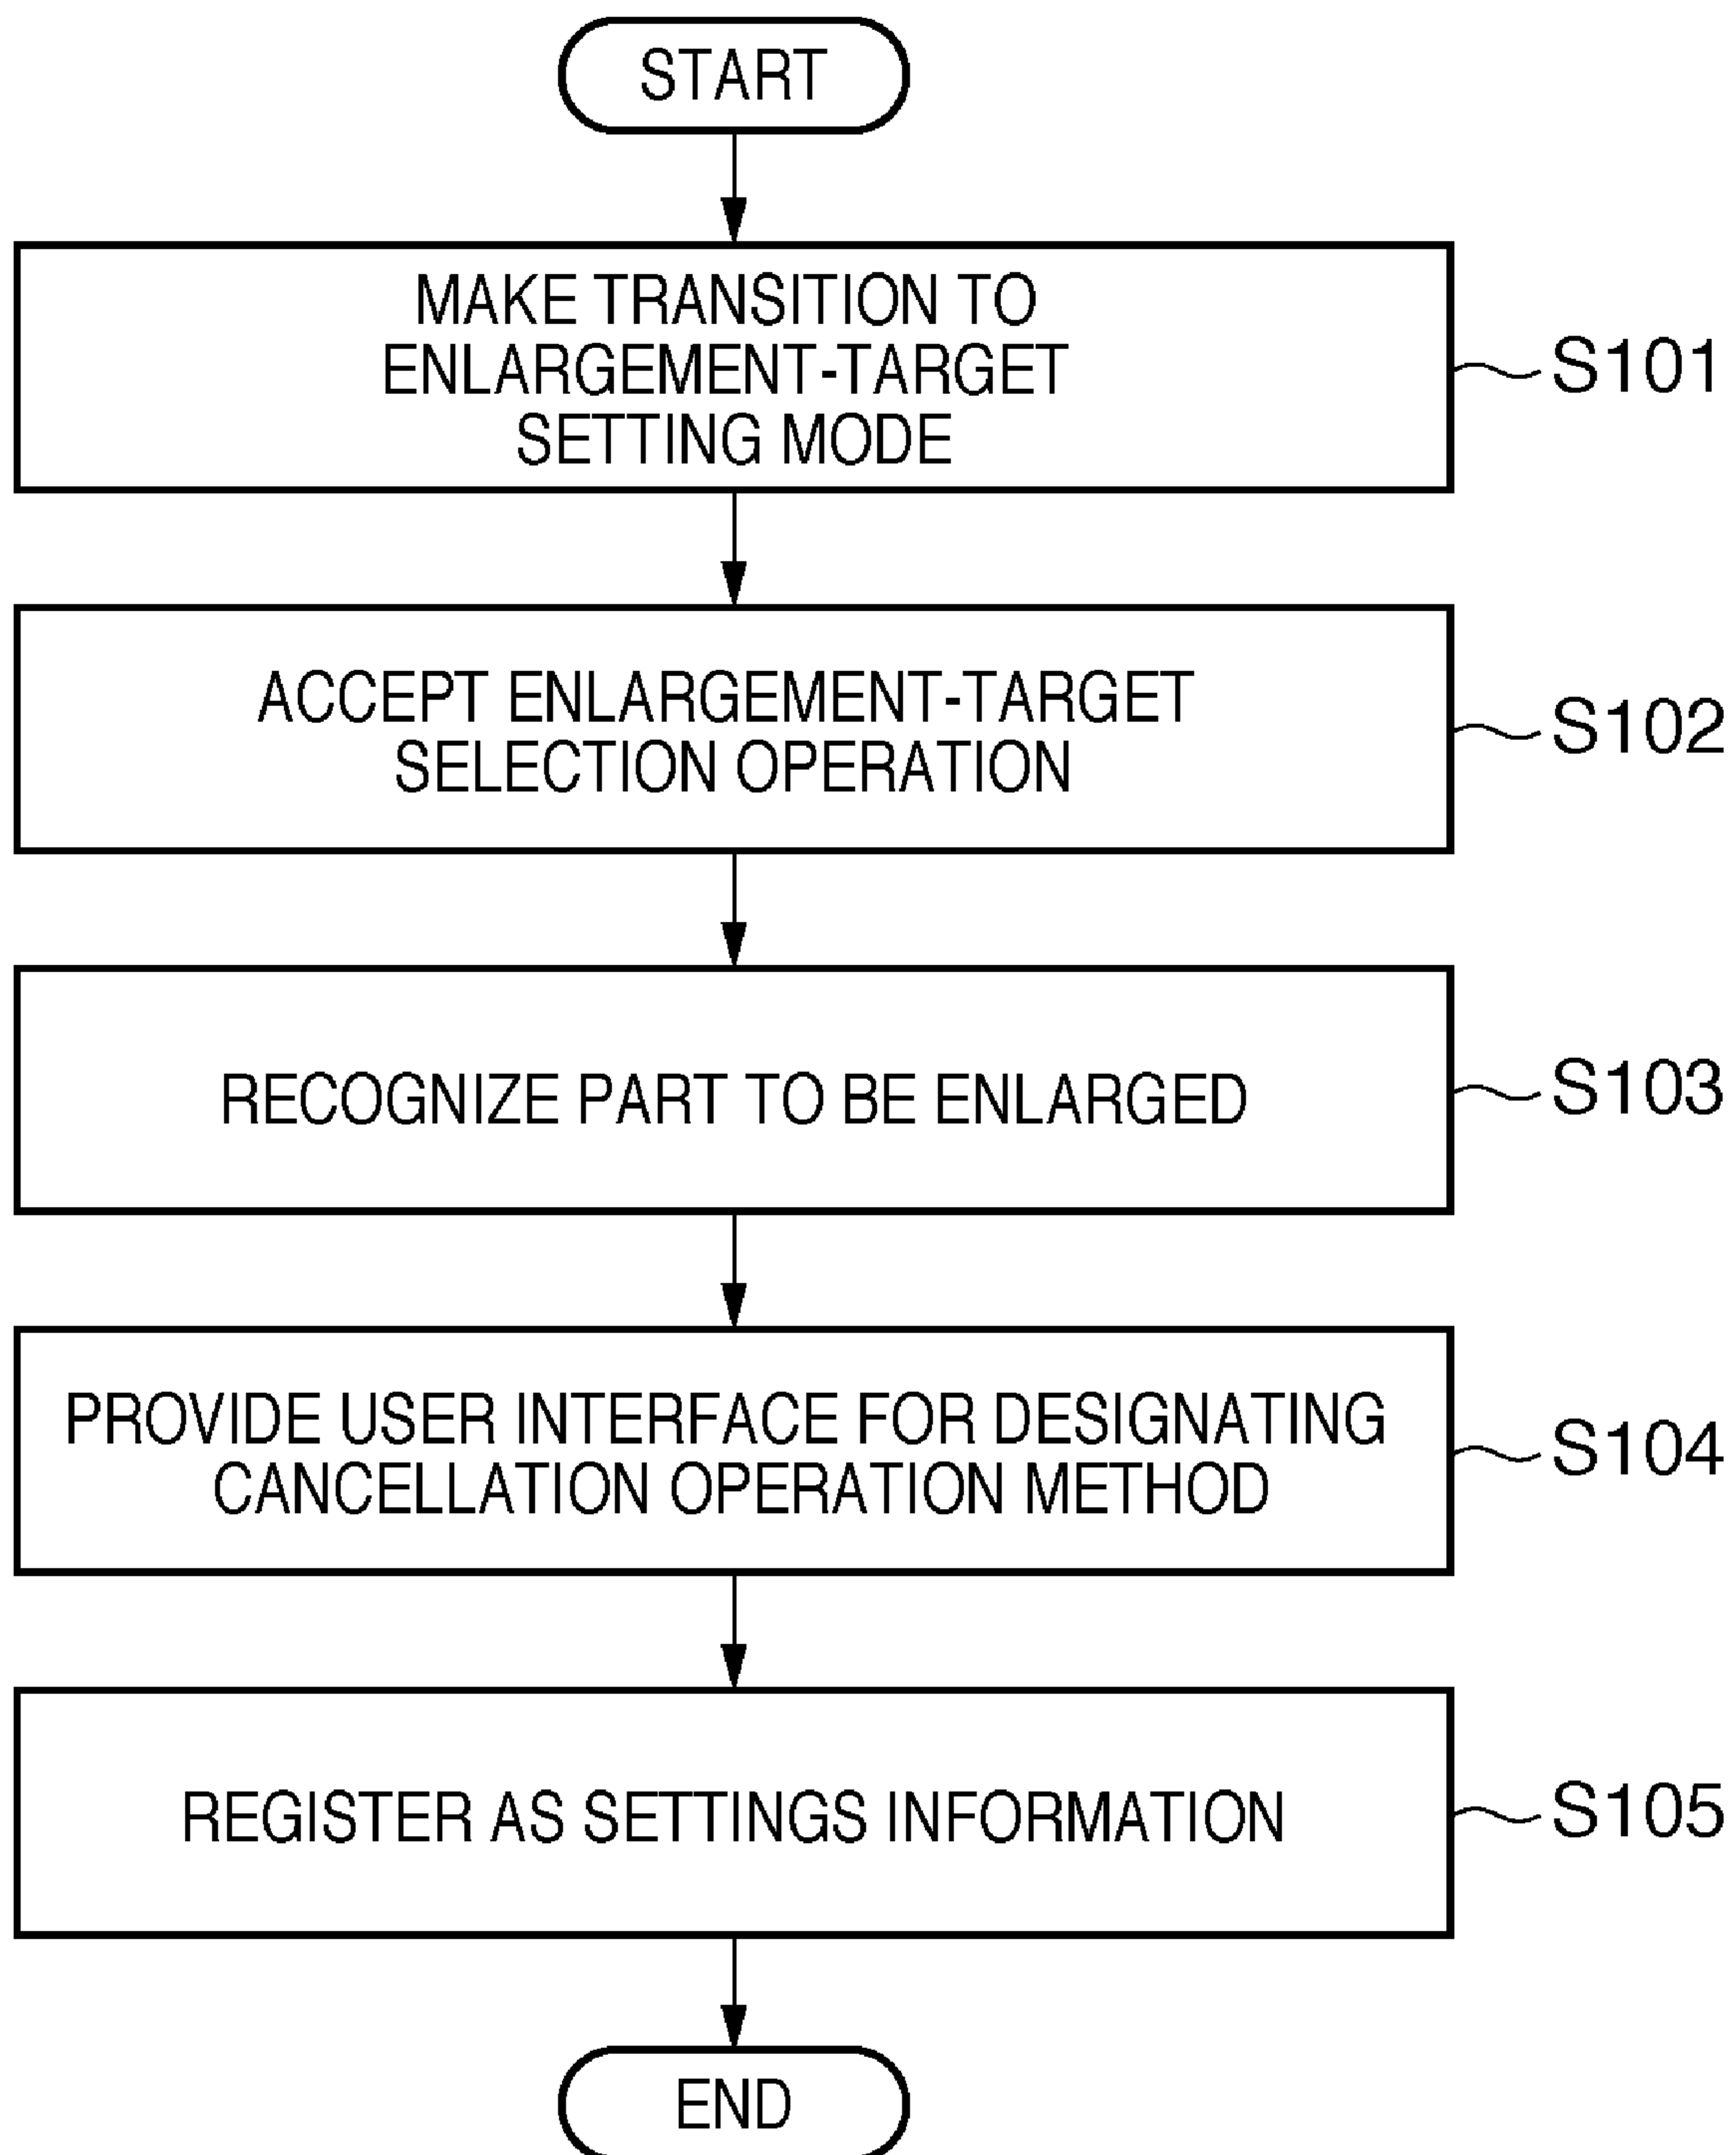 START
MAKE TRANSITION TO
ENLARGEMENT-TARGET
SETTING MODE
S101
ACCEPT ENLARGEMENT-TARGET
SELECTION OPERATION
S102
RECOGNIZE PART TO BE ENLARGED
S103
PROVIDE USER INTERFACE FOR DESIGNATING
CANCELLATION OPERATION METHOD
S104
REGISTER AS SETTINGS INFORMATION
S105
END